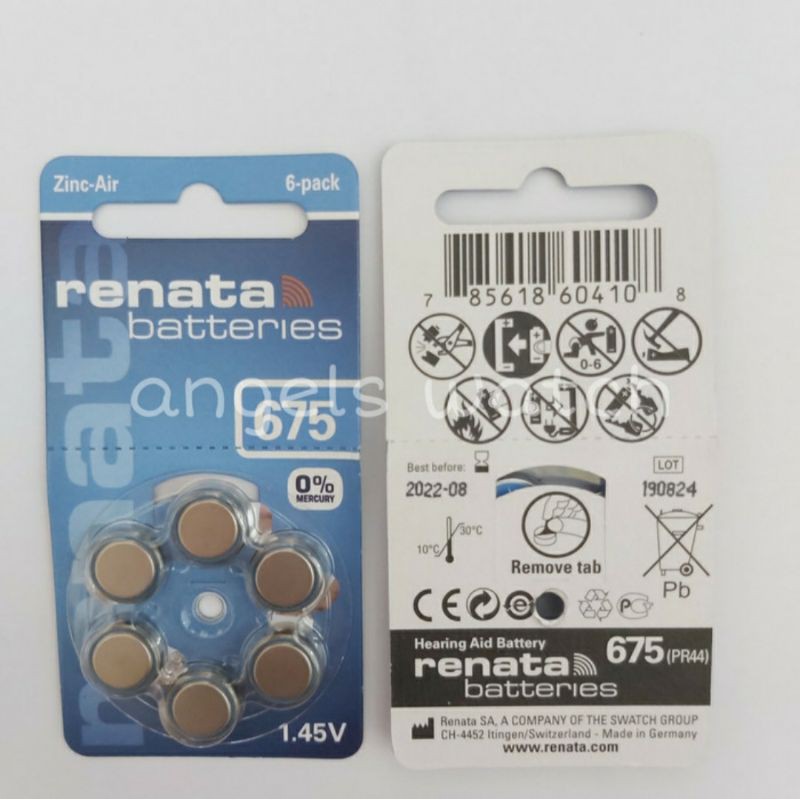 Zinc-Air 6-pack
renata
batteries
675
0%
MERCURY
1.45V
renata
angels watch
7 85618 60410 8
0-6
Best before:
2022-08
LOT
190824
30°C
10°C
Remove tab
Pb
CE
Hearing Aid Battery
renata 675 (PR44)
batteries
Renata SA, A COMPANY OF THE SWATCH GROUP
CH-4452 Itingen/Switzerland - Made in Germany
www.renata.com